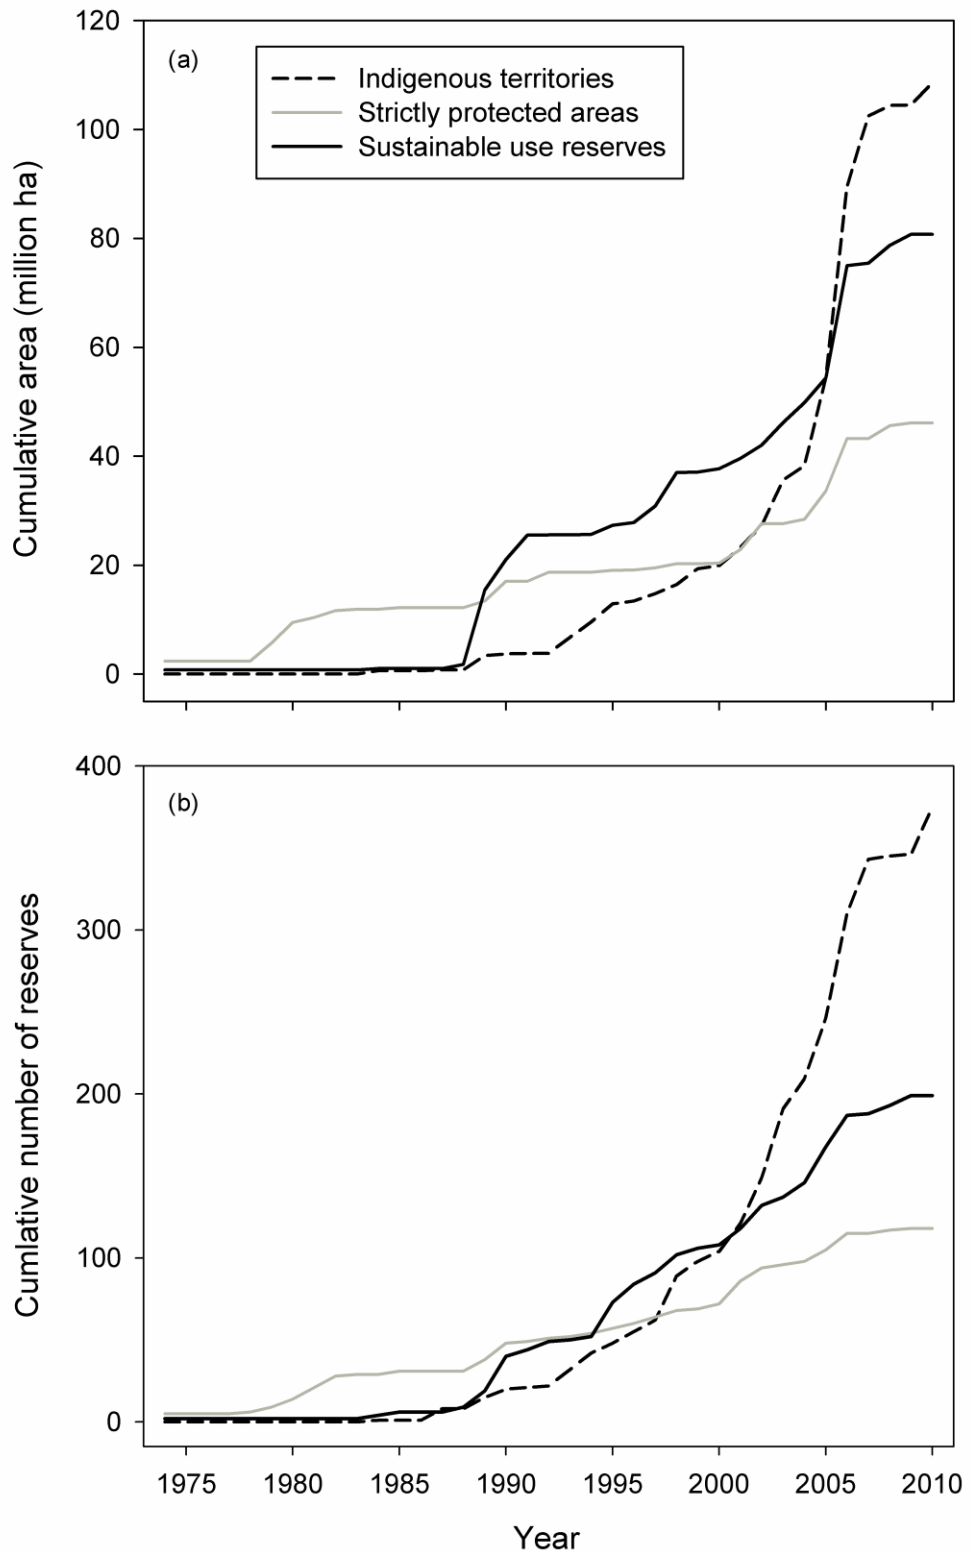 120
(a)
Indigenous territories
Strictly protected areas
Sustainable use reserves
100
80
60
40
20
0
Cumulative area (million ha)
400
(b)
300
200
100
0
Cumlative number of reserves
1975 1980 1985 1990 1995 2000 2005 2010
Year